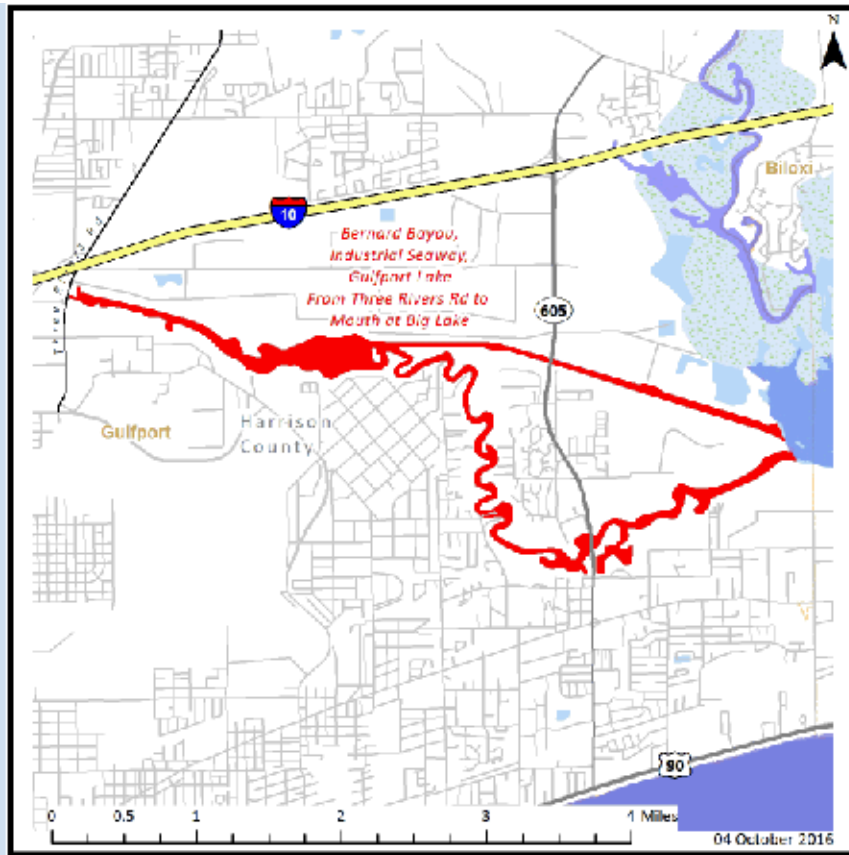 N
Biloxi
10
Bernard Bayou,
Industrial Seaway,
Gulfport Lake
From Three Rivers Rd to
Mouth at Big Lake
605
Gulfport
Harrison
County
90
0 0.5 1 2 3 4 Miles
04 October 2016